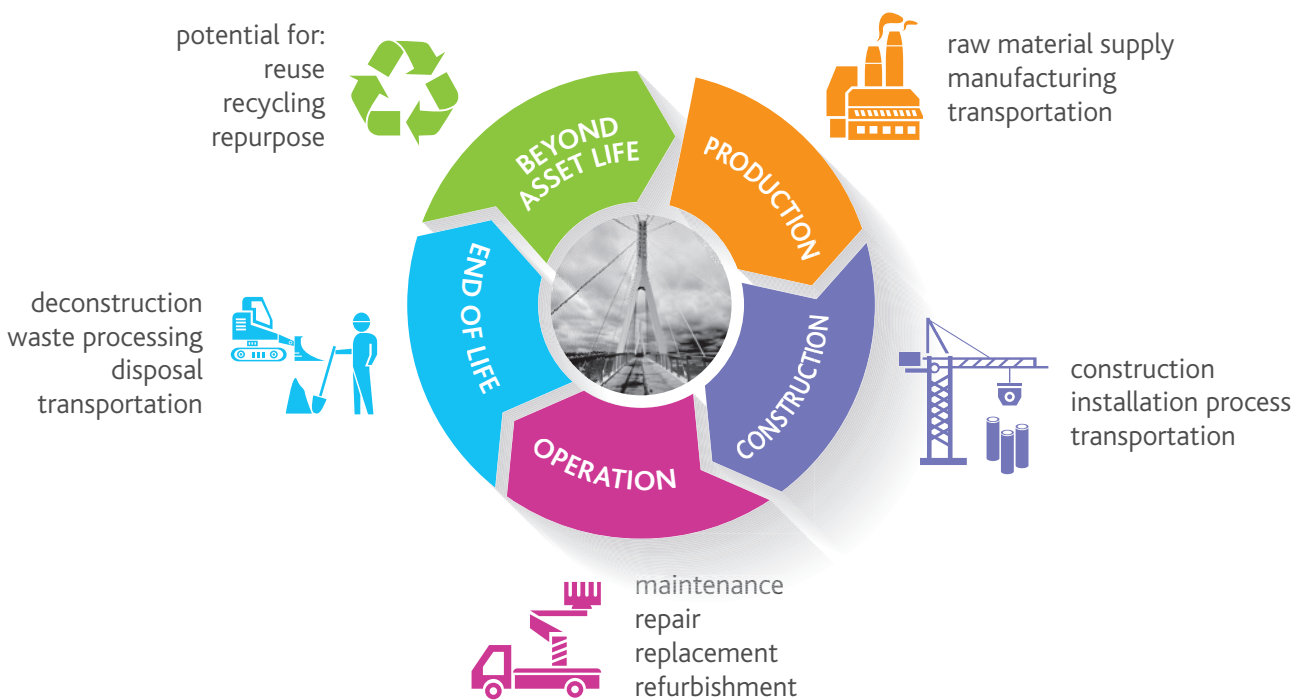 potential for:
reuse
recycling
repurpose
raw material supply
manufacturing
transportation
BEYOND
ASSET LIFE
PRODUCTION
END OF LIFE
CONSTRUCTION
OPERATION
deconstruction
waste processing
disposal
transportation
construction
installation process
transportation
maintenance
repair
replacement
refurbishment